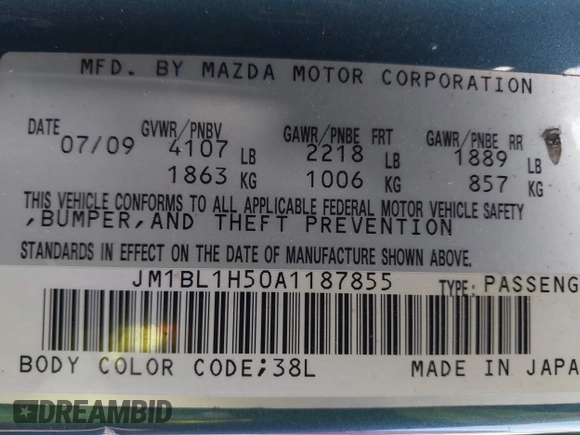 MFD. BY MAZDA MOTOR CORPORATION
DATE GVWR/PNBV GAWR/PNBE FRT GAWR/PNBE RR
07/09 4107 LB 2218 LB 1889 LB
1863 KG 1006 KG 857 KG
THIS VEHICLE CONFORMS TO ALL APPLICABLE FEDERAL MOTOR VEHICLE SAFETY
,BUMPER,AND THEFT PREVENTION
STANDARDS IN EFFECT ON THE DATE OF MANUFACTURE SHOWN ABOVE.
JM1BL1H50A1187855 TYPE: PASSENG
BODY COLOR CODE;38L MADE IN JAPA
DREAMBID